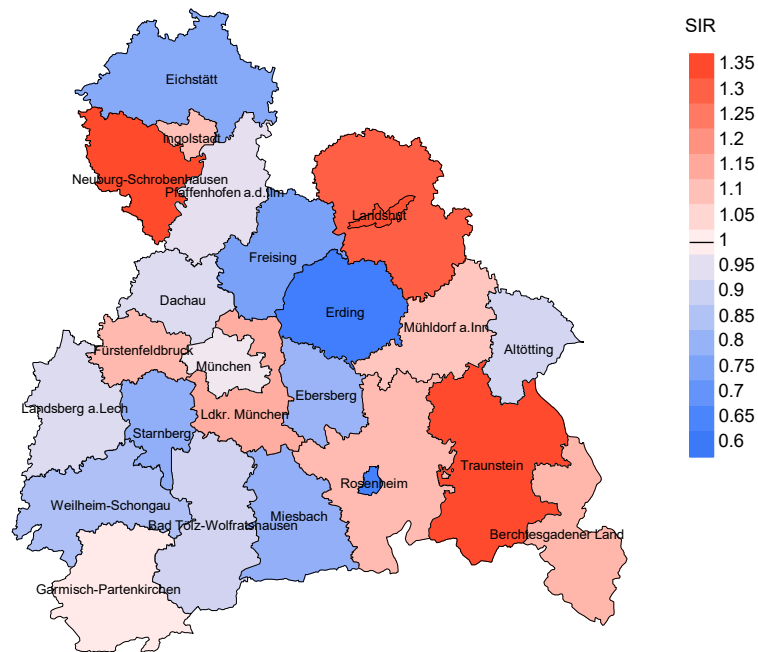 SIR
1.35
1.3
1.25
1.2
1.15
1.1
1.05
1
0.95
0.9
0.85
0.8
0.75
0.7
0.65
0.6
Eichstätt
Ingolstadt
Neuburg-Schrobenhausen
Pfaffenhofen a.d.Ilm
Landshut
Freising
Dachau
Erding
Mühldorf a.Inn
Altötting
Fürstenfeldbruck
München
Ebersberg
Landsberg a.Lech
Ldkr. München
Starnberg
Traunstein
Rosenheim
Weilheim-Schongau
Miesbach
Bad Tölz-Wolfratshausen
Berchtesgadener Land
Garmisch-Partenkirchen